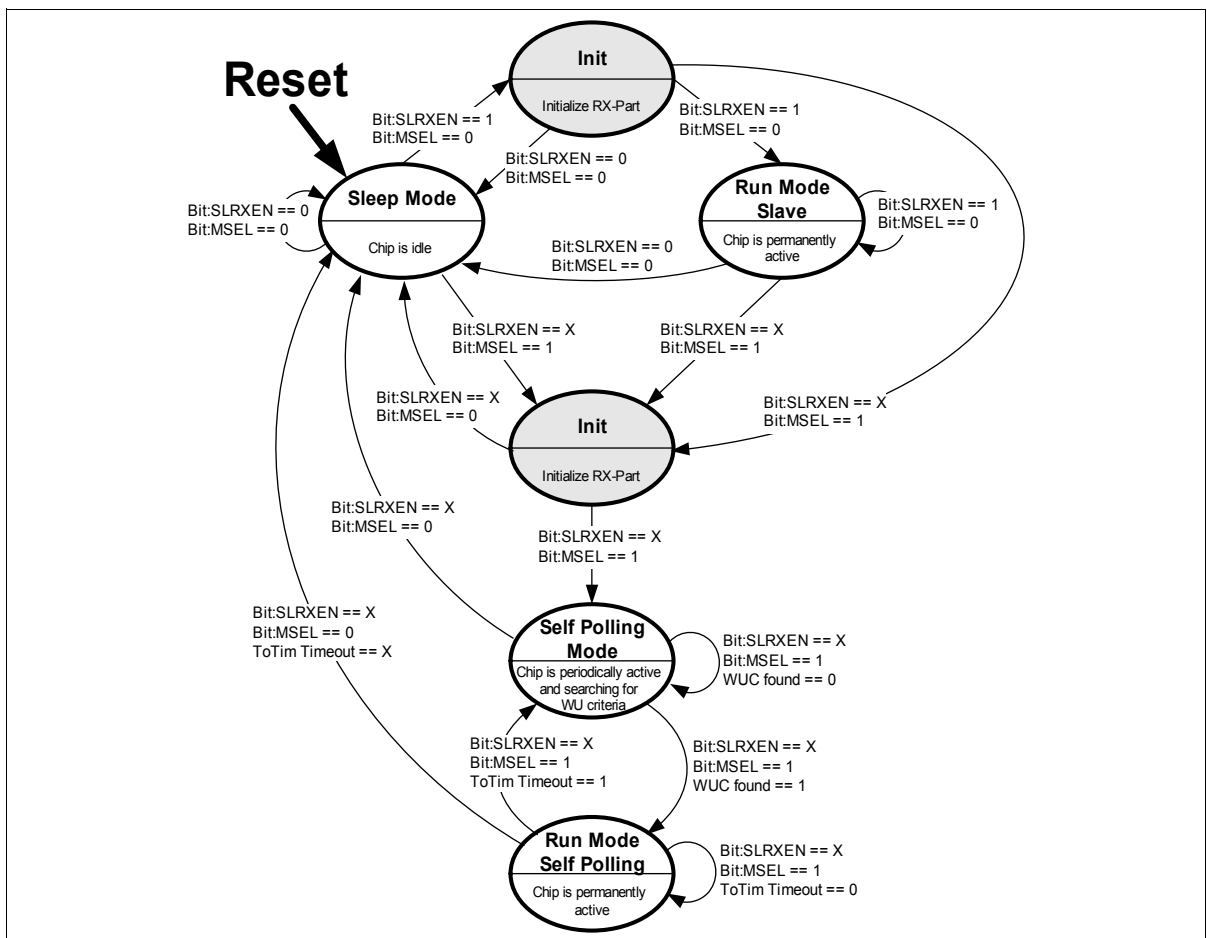 Init
Initialize RX-Part
Reset
Bit:SLRXEN == 1
Bit:MSEL == 0
Bit:SLRXEN == 1
Bit:MSEL == 0
Bit:SLRXEN == 0
Bit:MSEL == 0
Sleep Mode
Chip is idle
Bit:SLRXEN == 0
Bit:MSEL == 0
Run Mode
Slave
Chip is permanently
active
Bit:SLRXEN == 1
Bit:MSEL == 0
Bit:SLRXEN == 0
Bit:MSEL == 0
Bit:SLRXEN == X
Bit:MSEL == 1
Bit:SLRXEN == X
Bit:MSEL == 1
Bit:SLRXEN == X
Bit:MSEL == 0
Bit:SLRXEN == X
Bit:MSEL == 1
Init
Initialize RX-Part
Bit:SLRXEN == X
Bit:MSEL == 0
Bit:SLRXEN == X
Bit:MSEL == 1
Bit:SLRXEN == X
Bit:MSEL == 0
ToTim Timeout == X
Self Polling
Mode
Chip is periodically active
and searching for
WU criteria
Bit:SLRXEN == X
Bit:MSEL == 1
WUC found == 0
Bit:SLRXEN == X
Bit:MSEL == 1
ToTim Timeout == 1
Bit:SLRXEN == X
Bit:MSEL == 1
WUC found == 1
Run Mode
Self Polling
Chip is permanently
active
Bit:SLRXEN == X
Bit:MSEL == 1
ToTim Timeout == 0